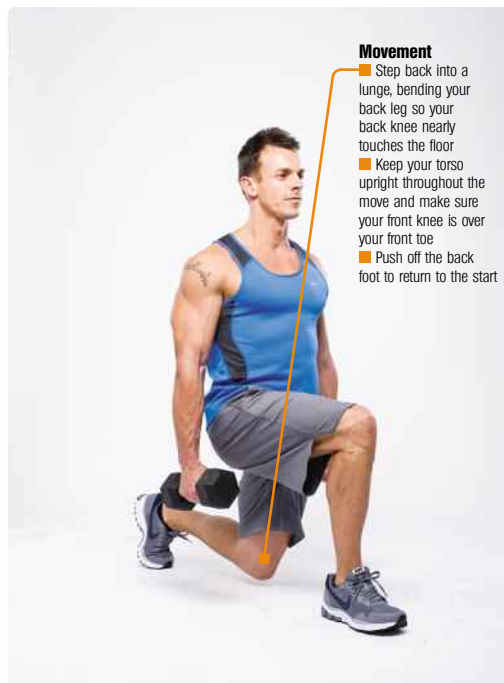 Movement
Step back into a
lunge, bending your
back leg so your
back knee nearly
touches the floor
Keep your torso
upright throughout the
move and make sure
your front knee is over
your front toe
Push off the back
foot to return to the start